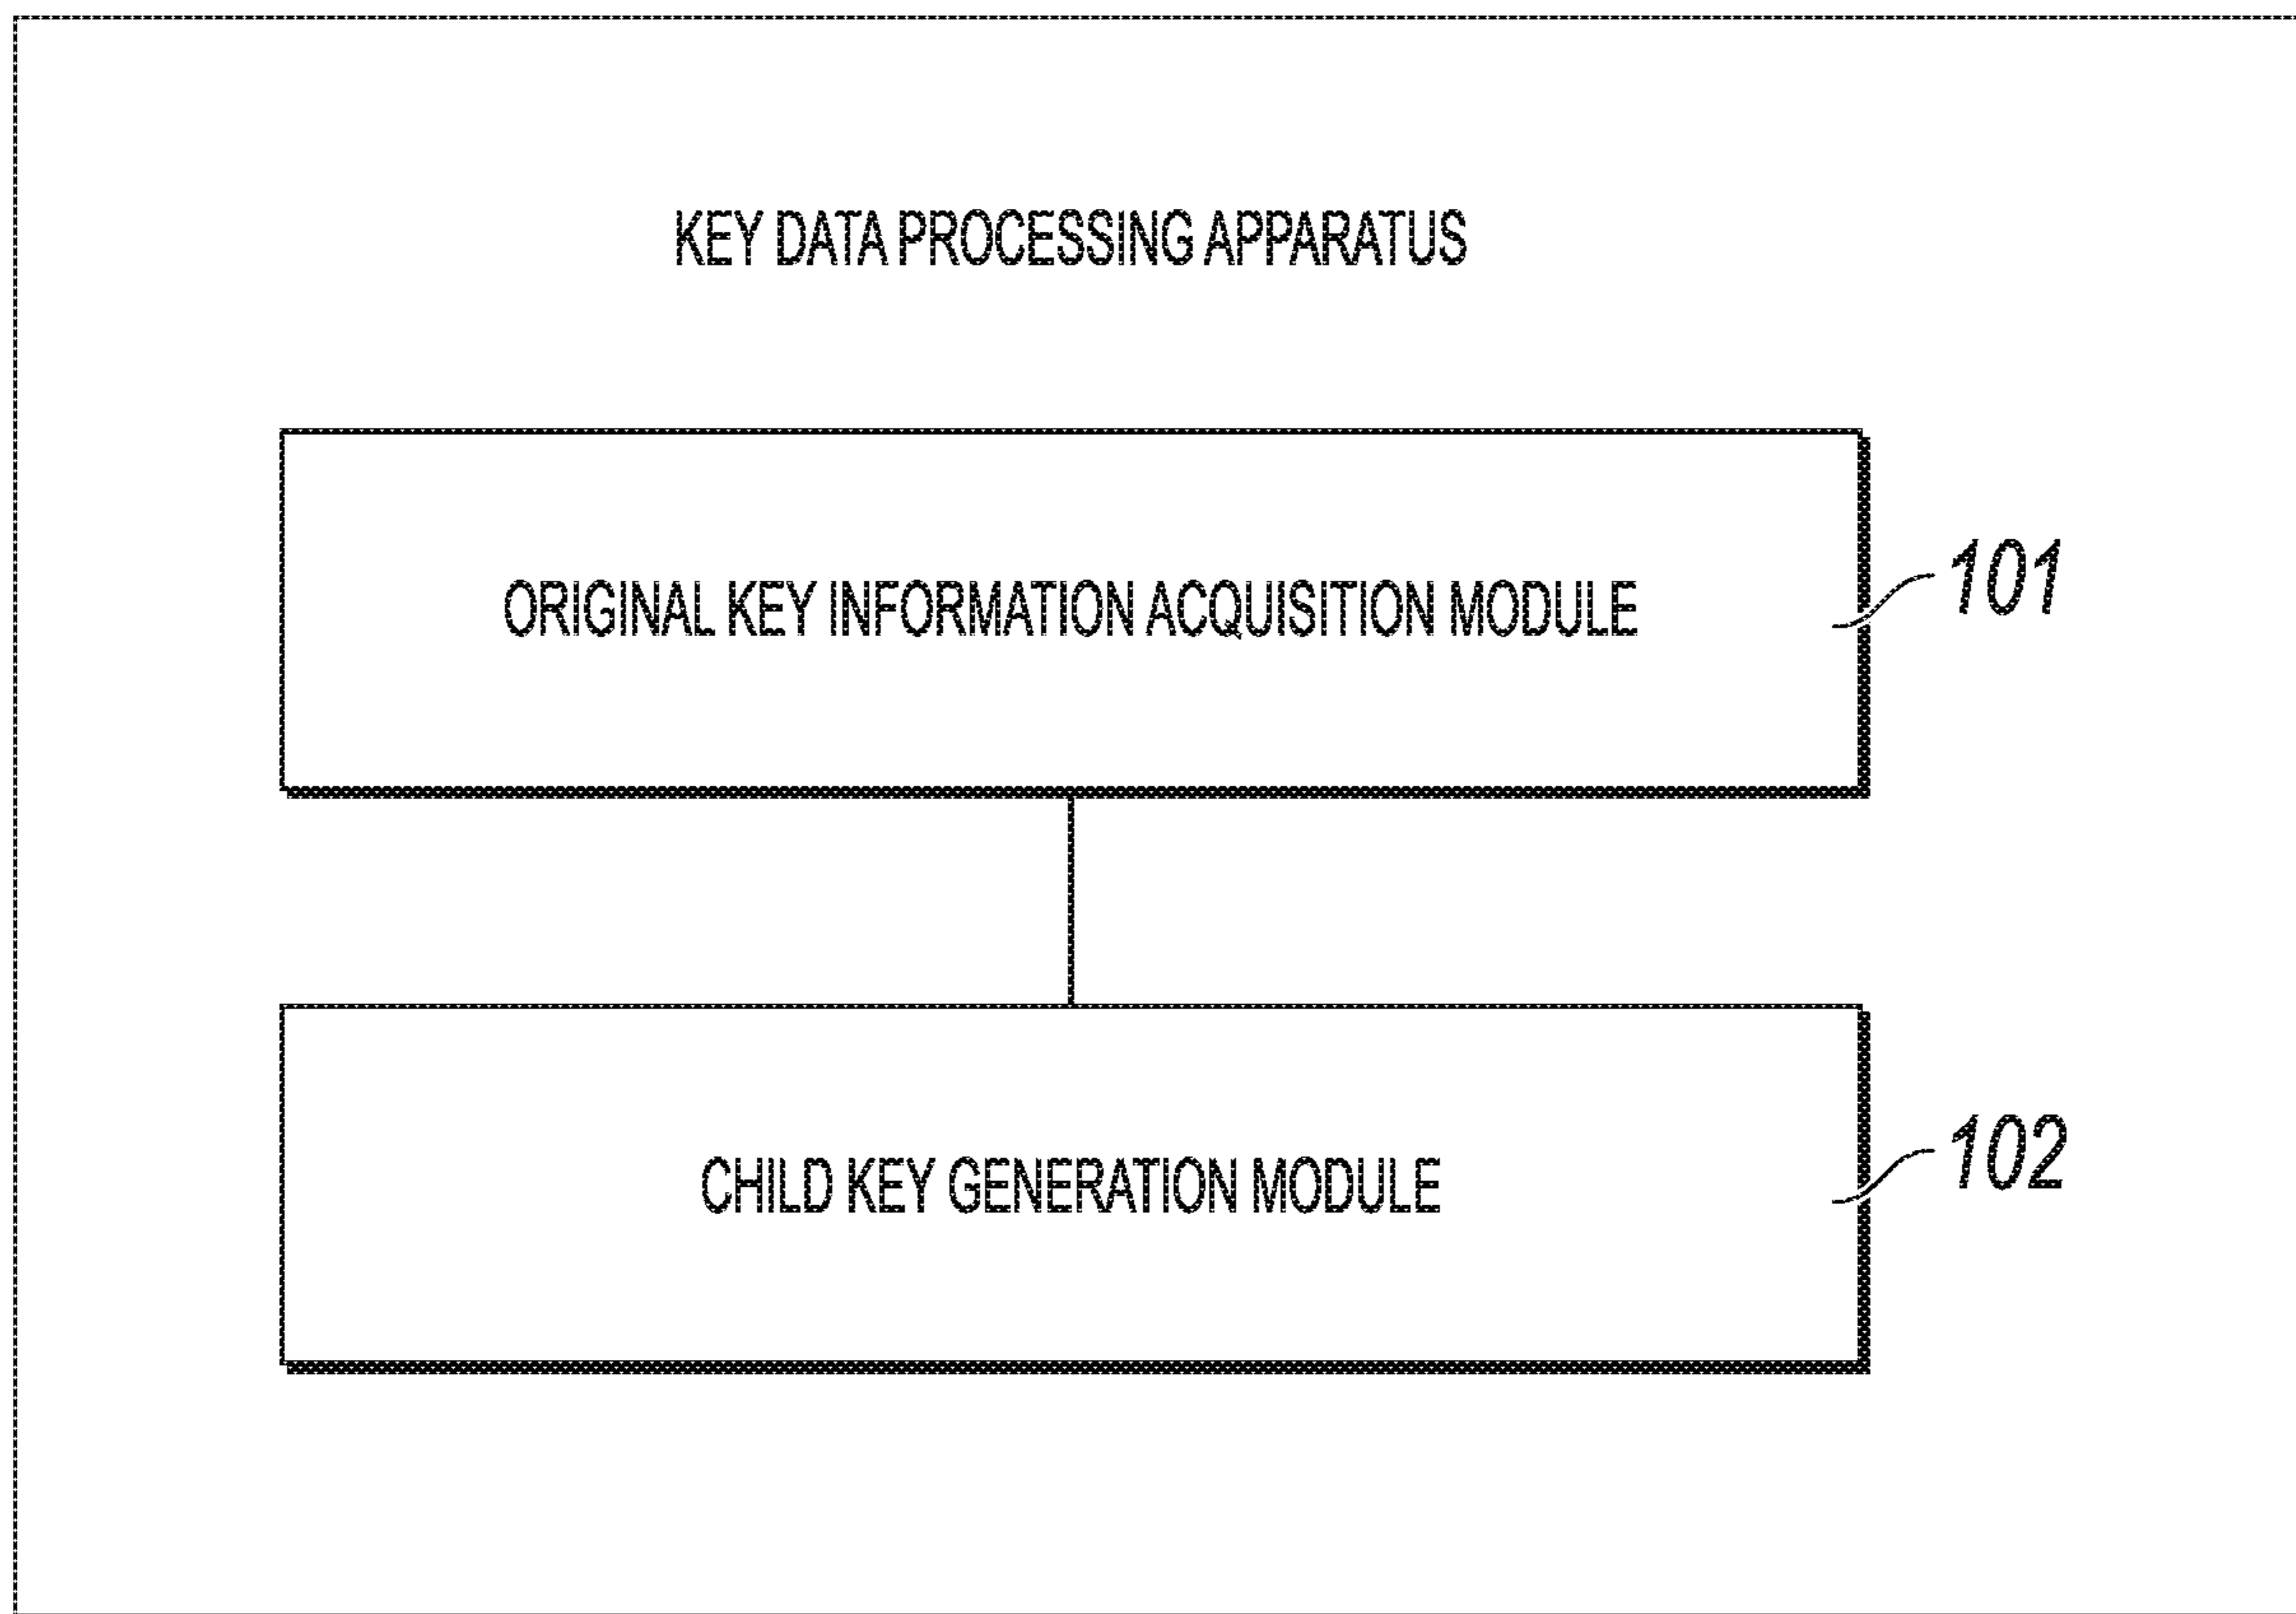 KEY DATA PROCESSING APPARATUS
ORIGINAL KEY INFORMATION ACQUISITION MODULE
101
CHILD KEY GENERATION MODULE
102